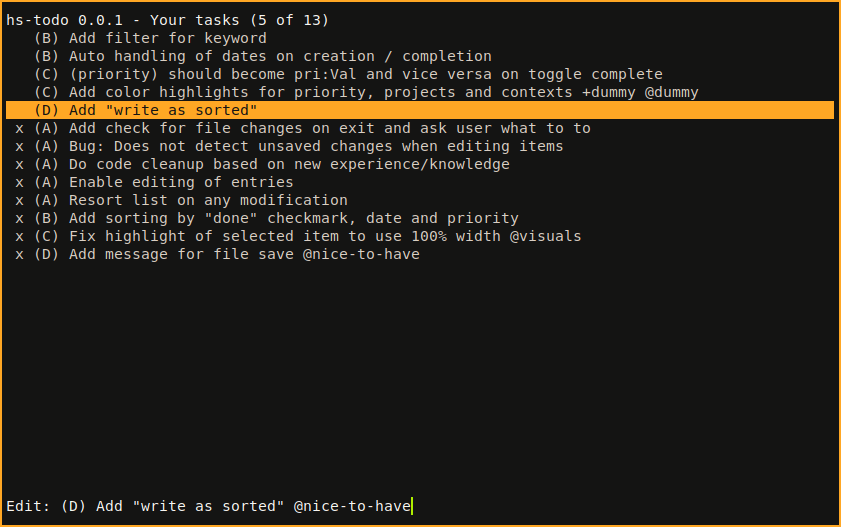 hs-todo 0.0.1 - Your tasks (5 of 13)
(B) Add filter for keyword
(B) Auto handling of dates on creation / completion
(C) (priority) should become pri:Val and vice versa on toggle complete
(C) Add color highlights for priority, projects and contexts +dummy @dummy
(D) Add "write as sorted"
x (A) Add check for file changes on exit and ask user what to to
x (A) Bug: Does not detect unsaved changes when editing items
x (A) Do code cleanup based on new experience/knowledge
x (A) Enable editing of entries
x (A) Resort list on any modification
x (B) Add sorting by "done" checkmark, date and priority
x (C) Fix highlight of selected item to use 100% width @visuals
x (D) Add message for file save @nice-to-have
Edit: (D) Add "write as sorted" @nice-to-have